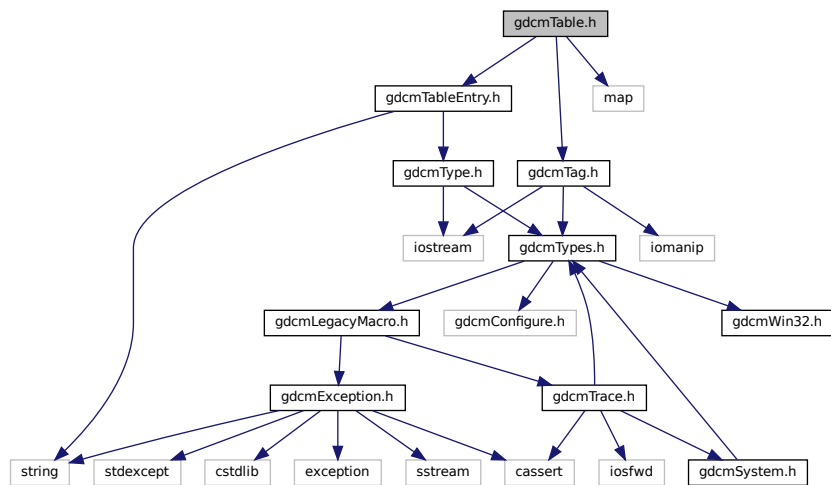 gdcmTable.h
gdcmTableEntry.h
map
gdcmType.h
gdcmTag.h
iostream
gdcmTypes.h
iomanip
gdcmLegacyMacro.h
gdcmConfigure.h
gdcmWin32.h
gdcmException.h
gdcmTrace.h
string
stdexcept
cstdlib
exception
sstream
cassert
iosfwd
gdcmSystem.h